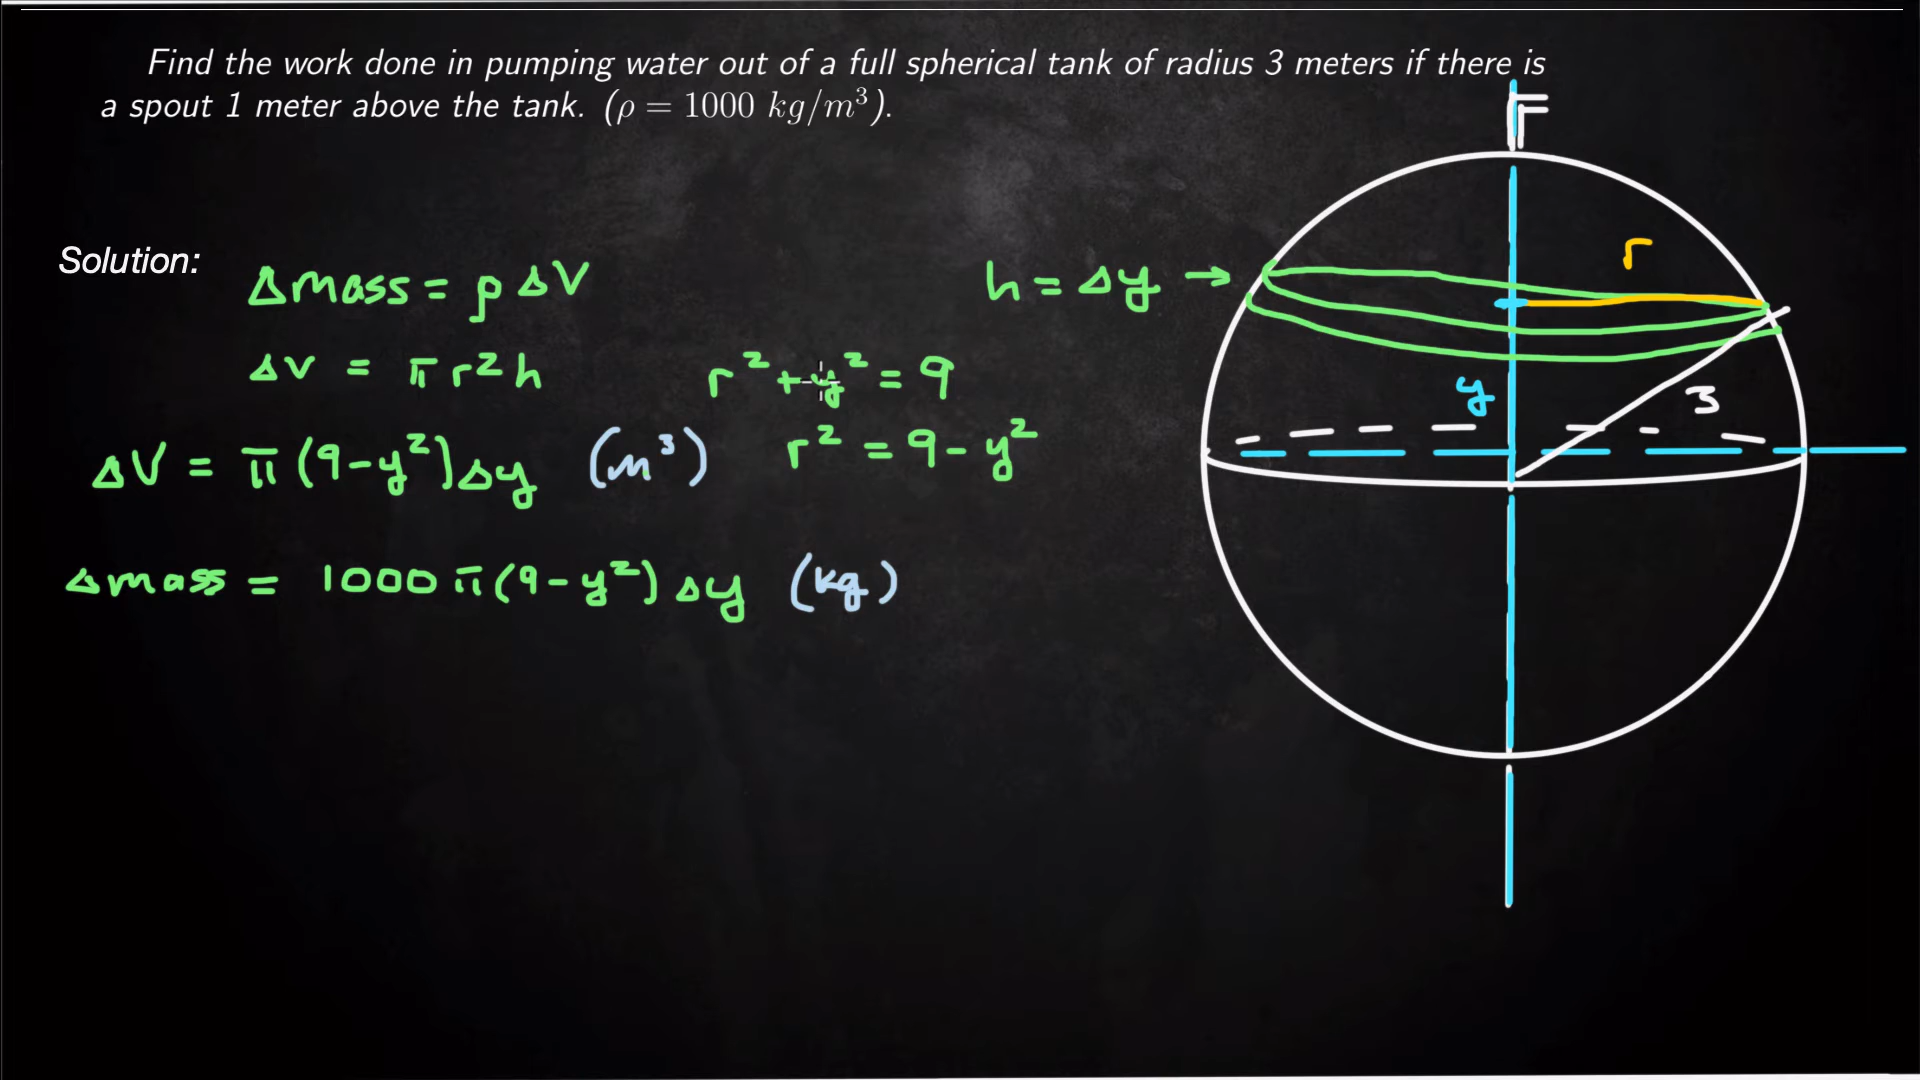 Find the work done in pumping water out of a full spherical tank of radius 3 meters if there is
a spout 1 meter above the tank. (ρ = 1000 kg/m³).
Solution:
Δmass = ρ ΔV
h = Δy →
r
ΔV = πr²h
r² + y² = 9
y
3
ΔV = π(9-y²)Δy (m³)
r² = 9 - y²
Δmass = 1000π(9-y²)Δy (kg)